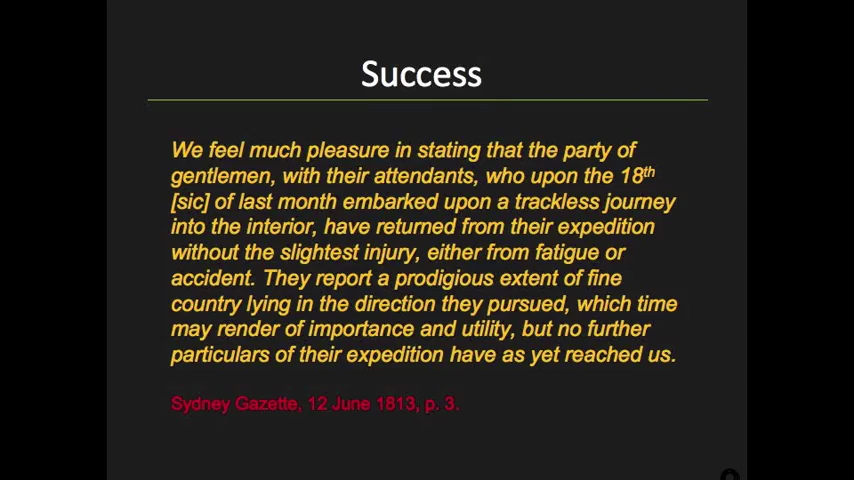 Success
We feel much pleasure in stating that the party of
gentlemen, with their attendants, who upon the 18th
[sic] of last month embarked upon a trackless journey
into the interior, have returned from their expedition
without the slightest injury, either from fatigue or
accident. They report a prodigious extent of fine
country lying in the direction they pursued, which time
may render of importance and utility, but no further
particulars of their expedition have as yet reached us.
Sydney Gazette, 12 June 1813, p. 3.